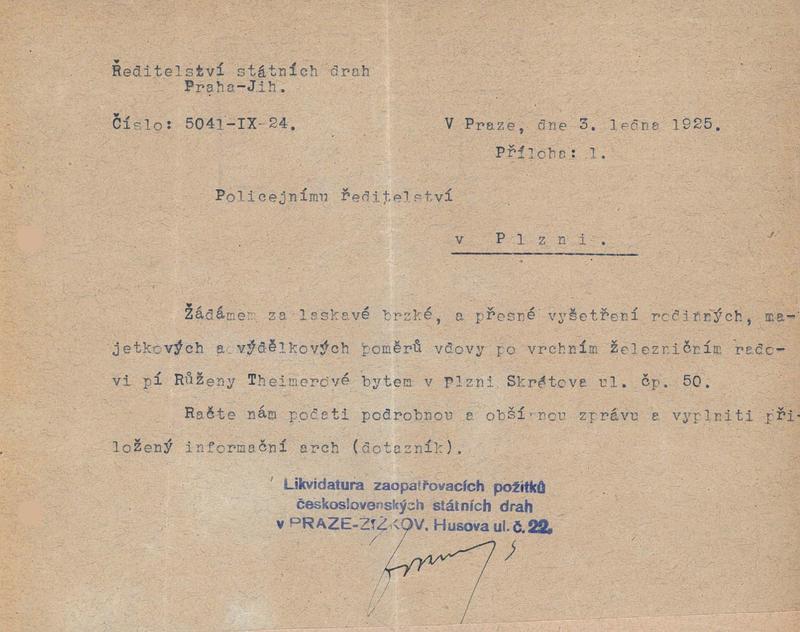 Ředitelství státních drah
Praha-Jih.
Číslo: 5041-IX-24.
V Praze, dne 3. ledna 1925.
Příloha: 1.
Policejnímu ředitelství
v Plzni.
Žádámem za laskavé brzké, a přesné vyšetření rodinných, ma-
jetkových a výdělkových poměrů vdovy po vrchním železničním rado-
vi pí Růženy Theimerové bytem v Plzni Skrétova ul. čp. 50.
Račte nám podati podrobnou a obšírnou zprávu a vyplniti při-
ložený informační arch (dotazník).
Likvidatura zaopatřovacích požitků
československých státních drah
v PRAZE-ŽIŽKOV, Husova ul. č. 22.